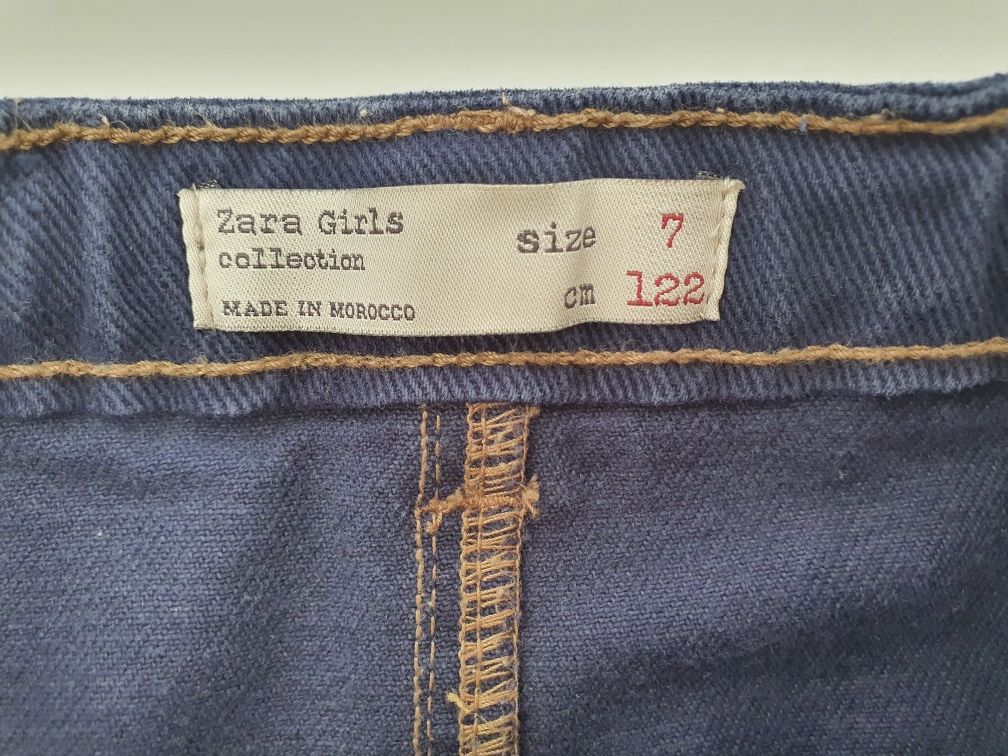 Zara Girls
collection
MADE IN MOROCCO
size 7
cm 122